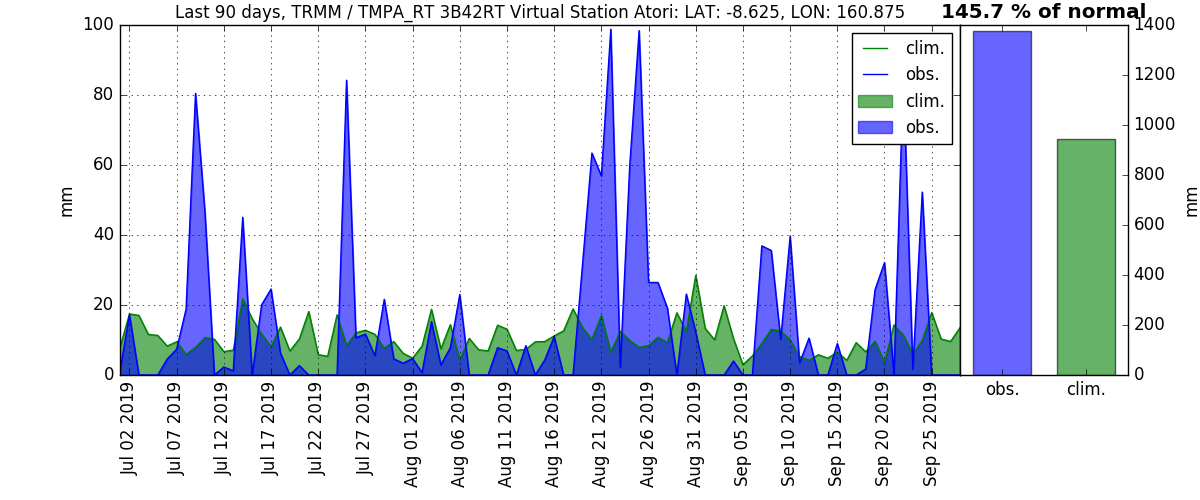 Last 90 days, TRMM / TMPA_RT 3B42RT Virtual Station Atori: LAT: -8.625, LON: 160.875
145.7 % of normal
mm
100
80
60
40
20
0
clim.
obs.
clim.
obs.
Jul 02 2019
Jul 07 2019
Jul 12 2019
Jul 17 2019
Jul 22 2019
Jul 27 2019
Aug 01 2019
Aug 06 2019
Aug 11 2019
Aug 16 2019
Aug 21 2019
Aug 26 2019
Aug 31 2019
Sep 05 2019
Sep 10 2019
Sep 15 2019
Sep 20 2019
Sep 25 2019
obs.
clim.
1400
1200
1000
800
600
400
200
0
mm